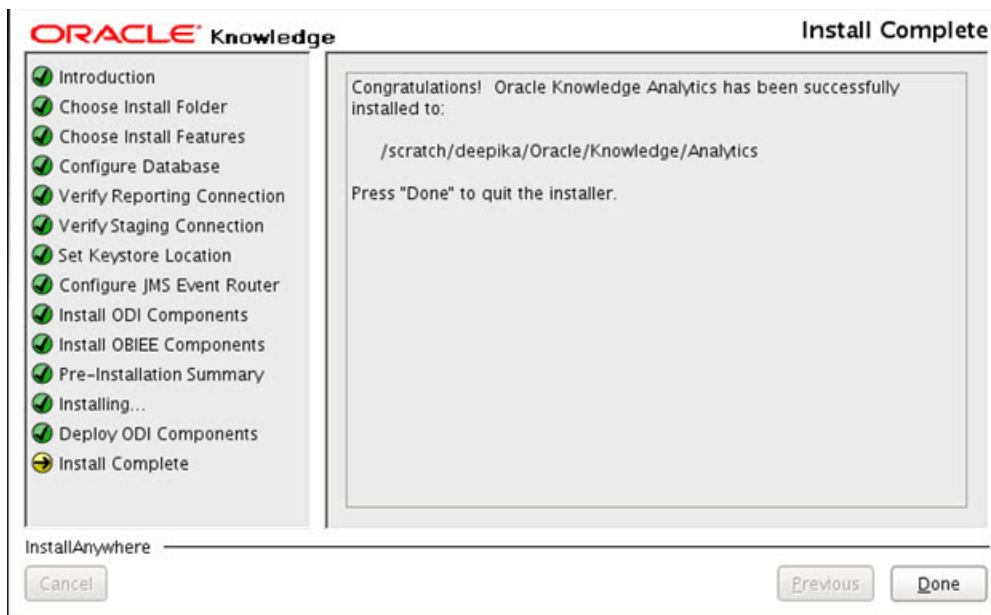 ORACLE Knowledge
Install Complete
Introduction
Choose Install Folder
Choose Install Features
Configure Database
Verify Reporting Connection
Verify Staging Connection
Set Keystore Location
Configure JMS Event Router
Install ODI Components
Install OBIEE Components
Pre-Installation Summary
Installing...
Deploy ODI Components
Install Complete
Congratulations! Oracle Knowledge Analytics has been successfully
installed to:
/scratch/deepika/Oracle/Knowledge/Analytics
Press "Done" to quit the installer.
InstallAnywhere
Cancel
Previous
Done